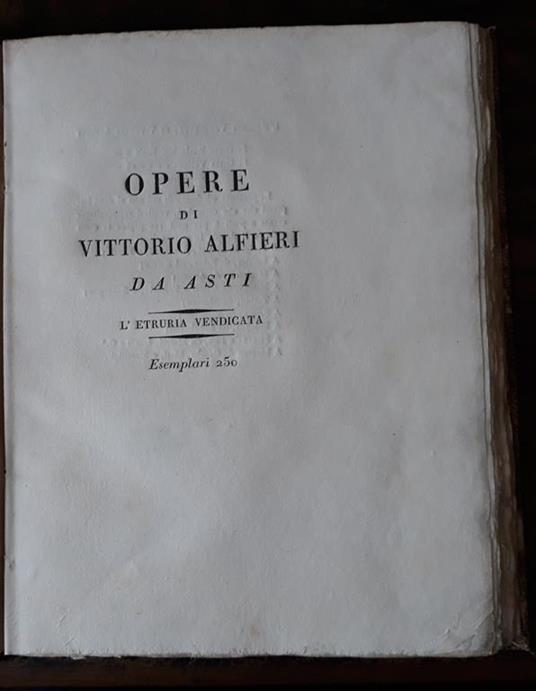 OPERE
DI
VITTORIO ALFIERI
DA ASTI
L' ETRURIA VENDICATA
Esemplari 250